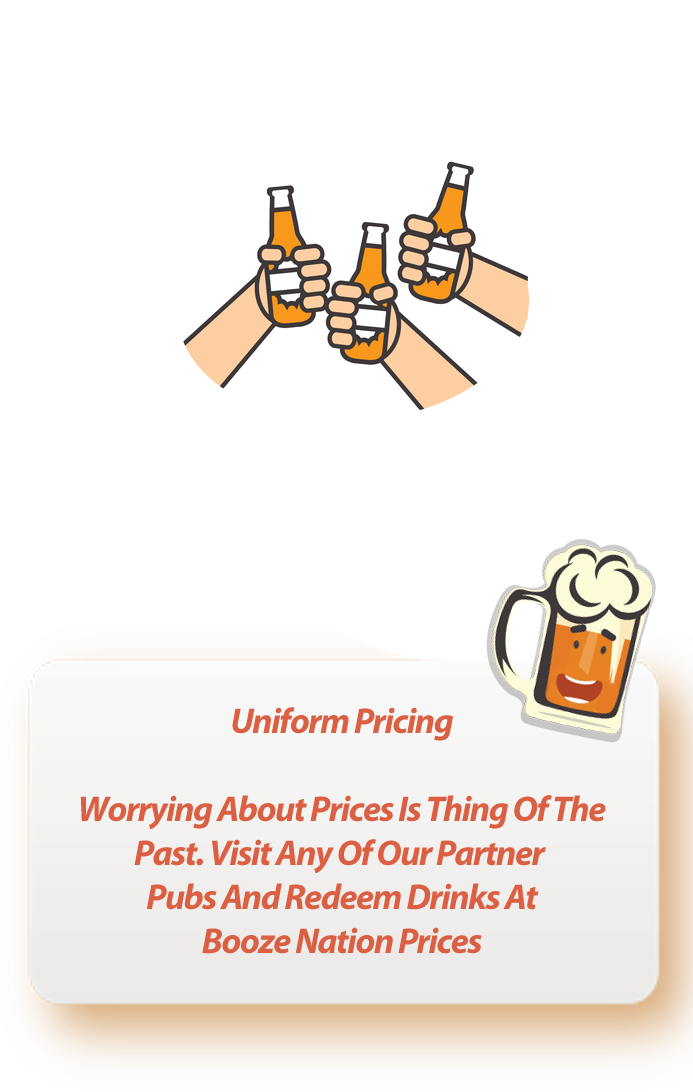 Uniform Pricing
Worrying About Prices Is Thing Of The
Past. Visit Any Of Our Partner
Pubs And Redeem Drinks At
Booze Nation Prices